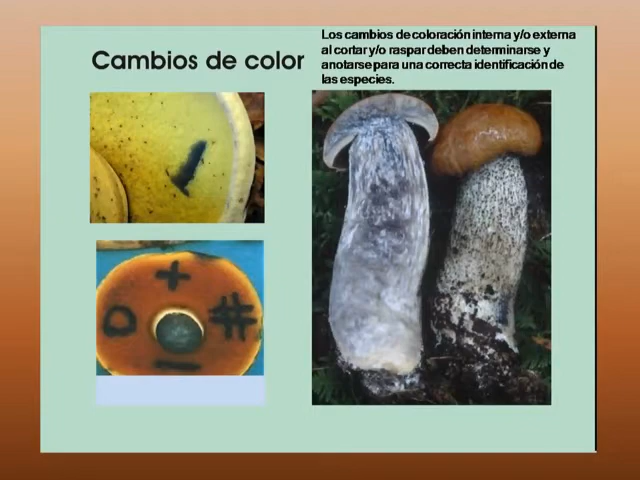 Cambios de color
Los cambios de coloración interna y/o externa
al cortar y/o raspar deben determinarse y
anotarse para una correcta identificación de
las especies.
+
O #
-